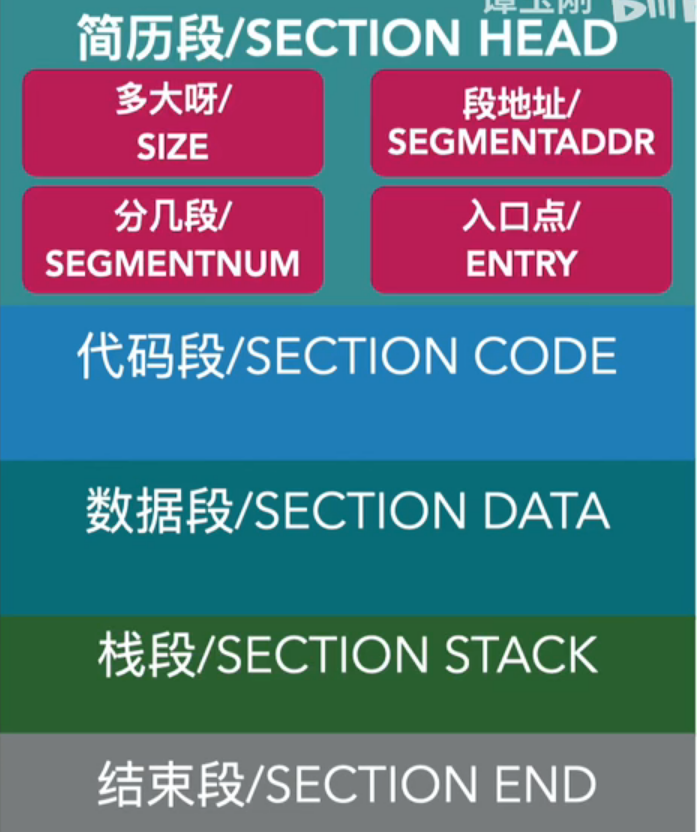 简历段/SECTION HEAD
多大呀/
SIZE
段地址/
SEGMENTADDR
分几段/
SEGMENTNUM
入口点/
ENTRY
代码段/SECTION CODE
数据段/SECTION DATA
栈段/SECTION STACK
结束段/SECTION END